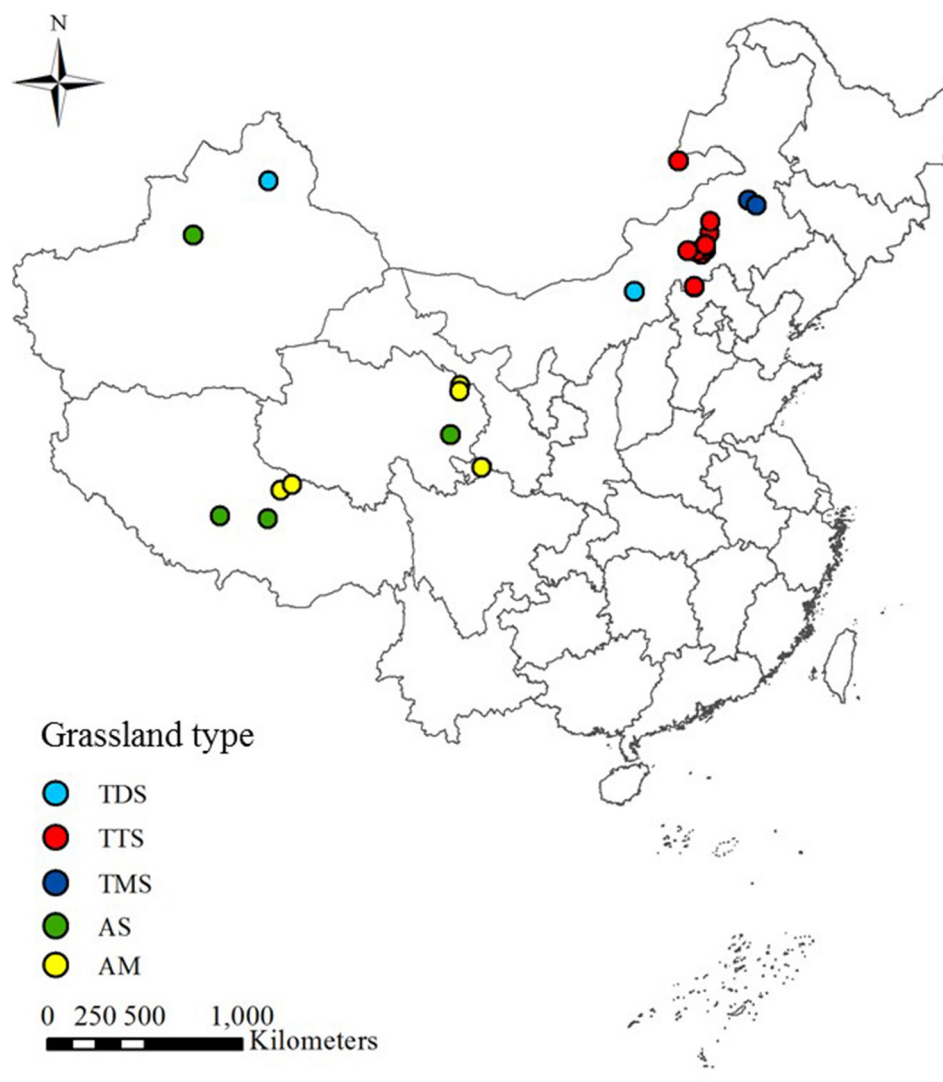 N
Grassland type
TDS
TTS
TMS
AS
AM
0 250 500 1,000
Kilometers